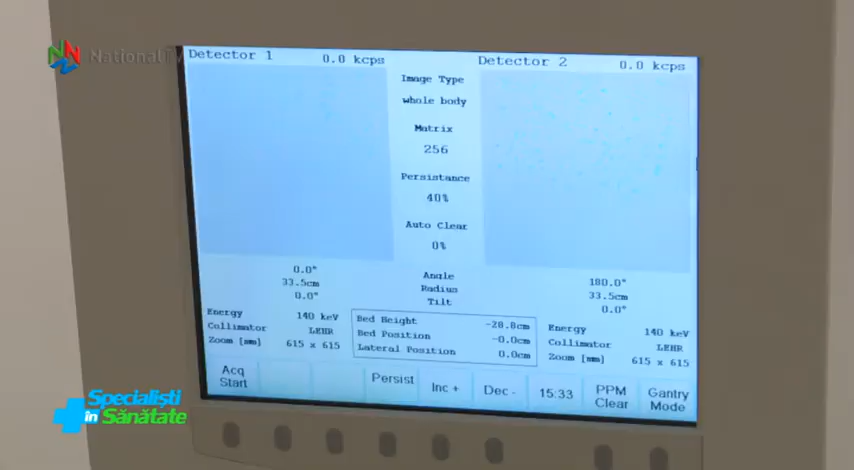 National TV
Detector 1 0.0 kcps
Detector 2 0.0 kcps
Image Type
whole body
Matrix
256
Persistance
40%
Auto Clear
0%
0.0° Angle 180.0°
33.5cm Radius 33.5cm
0.0° Tilt 0.0°
Energy 140 keV
Collimator LEHR
Zoom [mm] 615 x 615
Bed Height -28.8cm
Bed Position -0.0cm
Lateral Position 0.0cm
Energy 140 keV
Collimator LEHR
Zoom [mm] 615 x 615
Acq Start
Persist
Inc +
Dec -
15:33
PPM Clear
Gantry Mode
Specialiști
în Sănătate